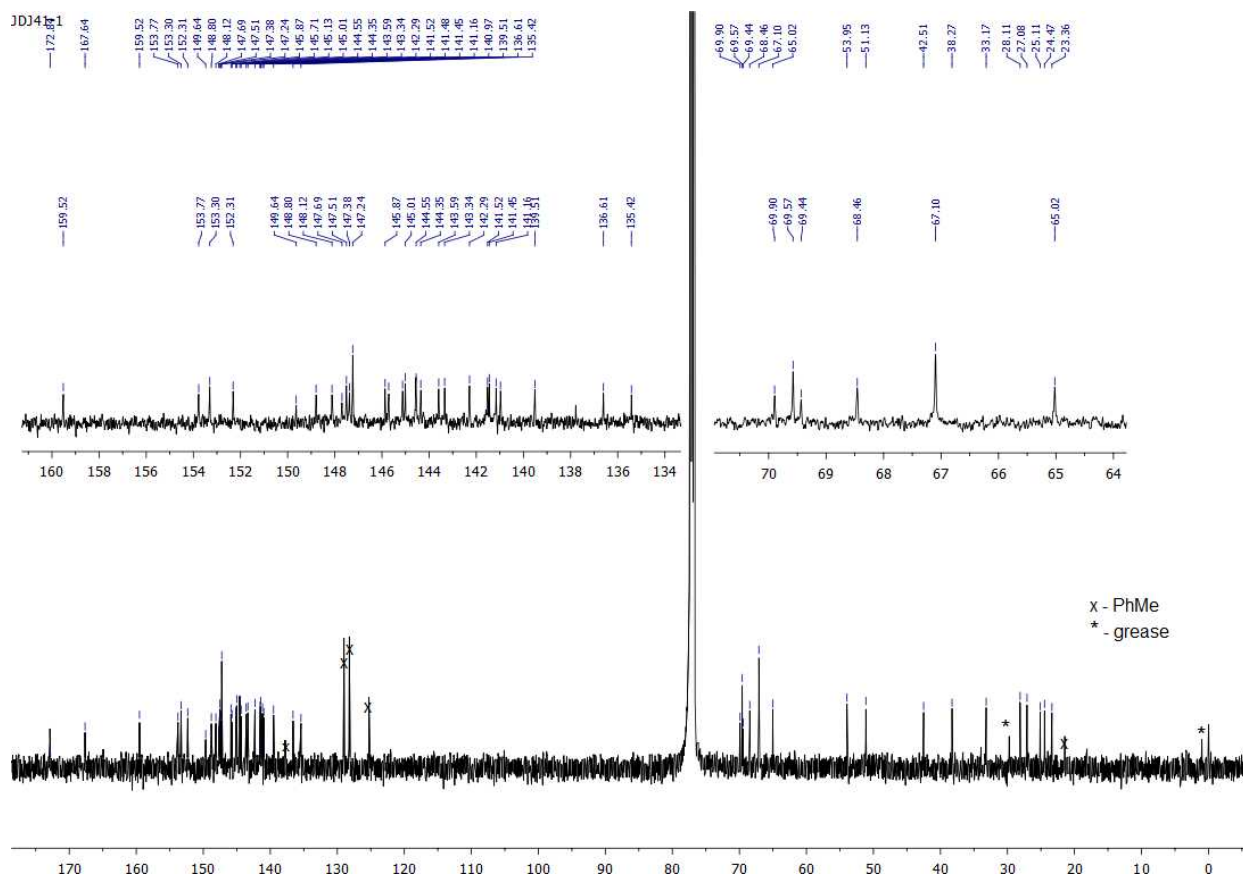 JDJ41-1
-167.64 -159.52 153.77 153.30 152.31 149.64 148.80 148.12 147.69 147.51 147.38 147.24 145.87 145.71 145.13 145.01 144.55 144.35 143.59 143.34 142.29 141.52 141.48 141.45 141.16 140.97 139.51 136.61 135.42
69.90 69.57 69.44 68.46 67.10 65.02 -53.95 -51.13 -42.51 -38.27 -33.17 28.11 27.08 25.11 24.47 23.36
-159.52 153.77 153.30 152.31 149.64 148.80 148.12 147.69 147.51 147.38 147.24 145.87 145.01 144.55 144.35 143.59 143.34 142.29 141.52 141.45 141.16 139.51 -136.61 -135.42
69.90 69.57 69.44 -68.46 -67.10 -65.02
160 158 156 154 152 150 148 146 144 142 140 138 136 134
70 69 68 67 66 65 64
x - PhMe
* - grease
x x x x * x *
170 160 150 140 130 120 110 100 90 80 70 60 50 40 30 20 10 0